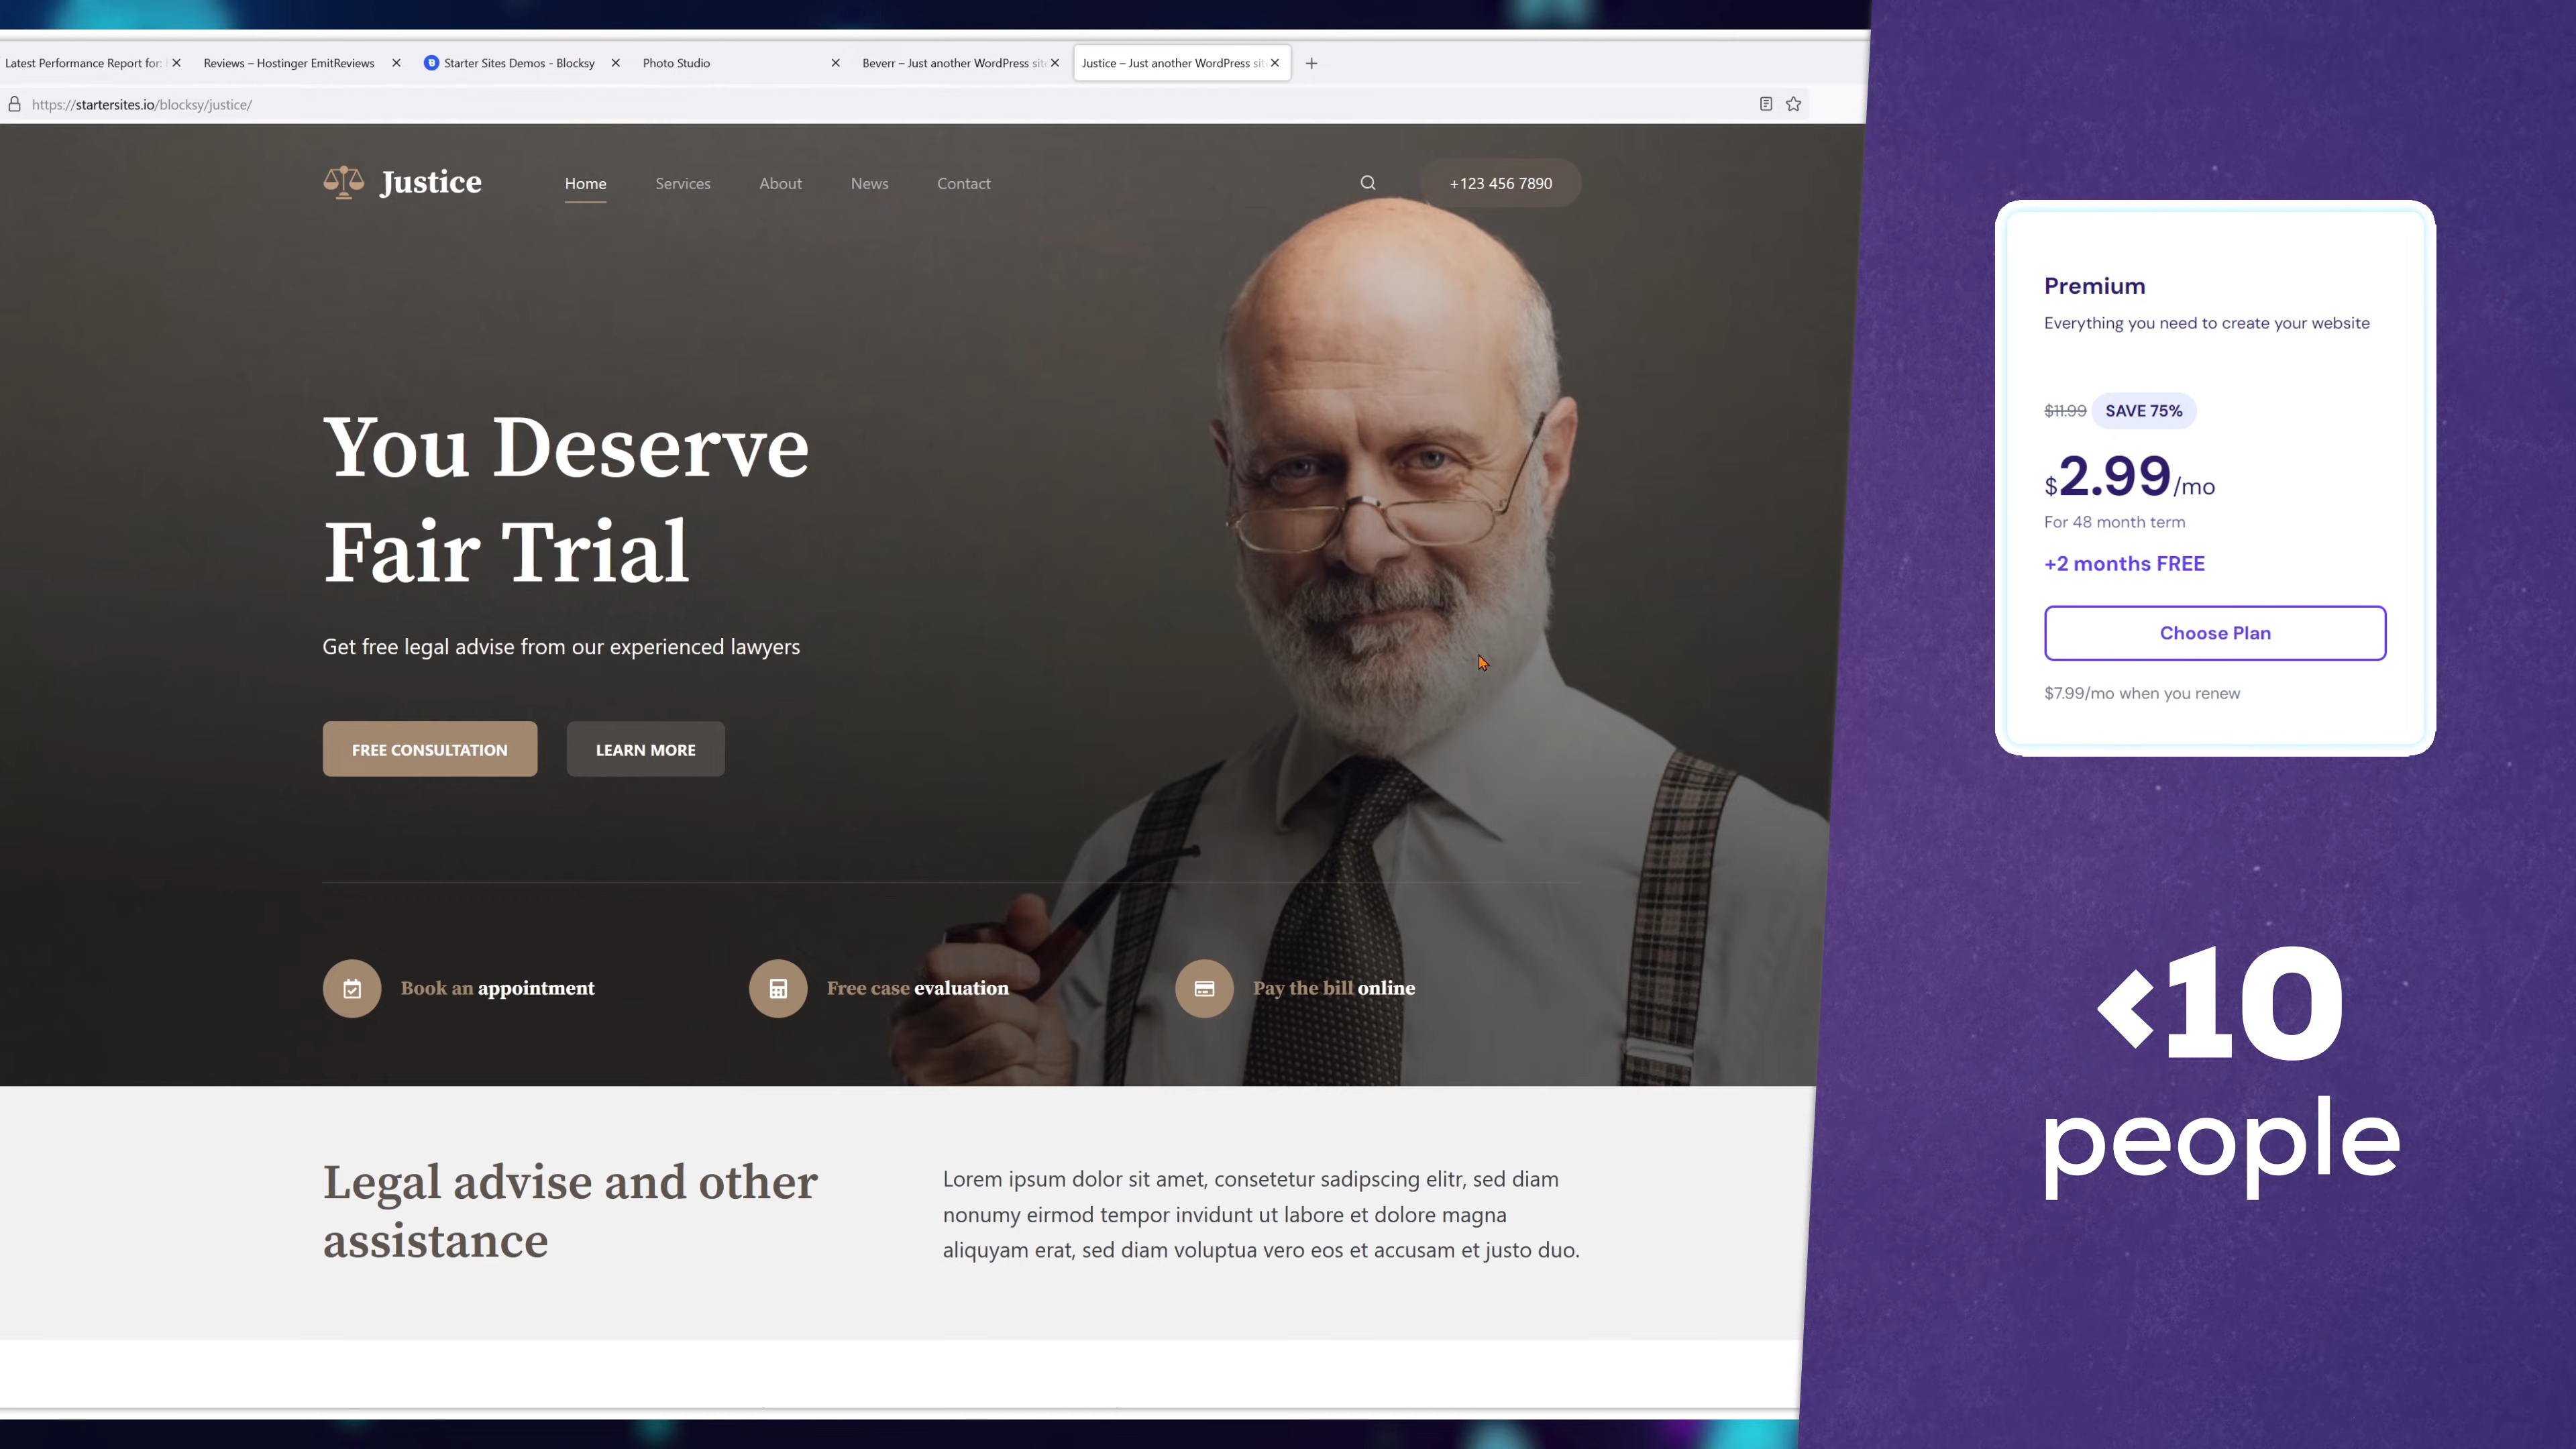 Latest Performance Report for:
Reviews – Hostinger EmitReviews
Starter Sites Demos - Blocksy
Photo Studio
Beverr – Just another WordPress sit
Justice – Just another WordPress sit
https://startersites.io/blocksy/justice/
Justice
Home
Services
About
News
Contact
+123 456 7890
You Deserve
Fair Trial
Get free legal advise from our experienced lawyers
FREE CONSULTATION
LEARN MORE
Book an appointment
Free case evaluation
Pay the bill online
Legal advise and other
assistance
Lorem ipsum dolor sit amet, consetetur sadipscing elitr, sed diam
nonumy eirmod tempor invidunt ut labore et dolore magna
aliquyam erat, sed diam voluptua vero eos et accusam et justo duo.
Premium
Everything you need to create your website
$11.99 SAVE 75%
$2.99/mo
For 48 month term
+2 months FREE
Choose Plan
$7.99/mo when you renew
<10
people